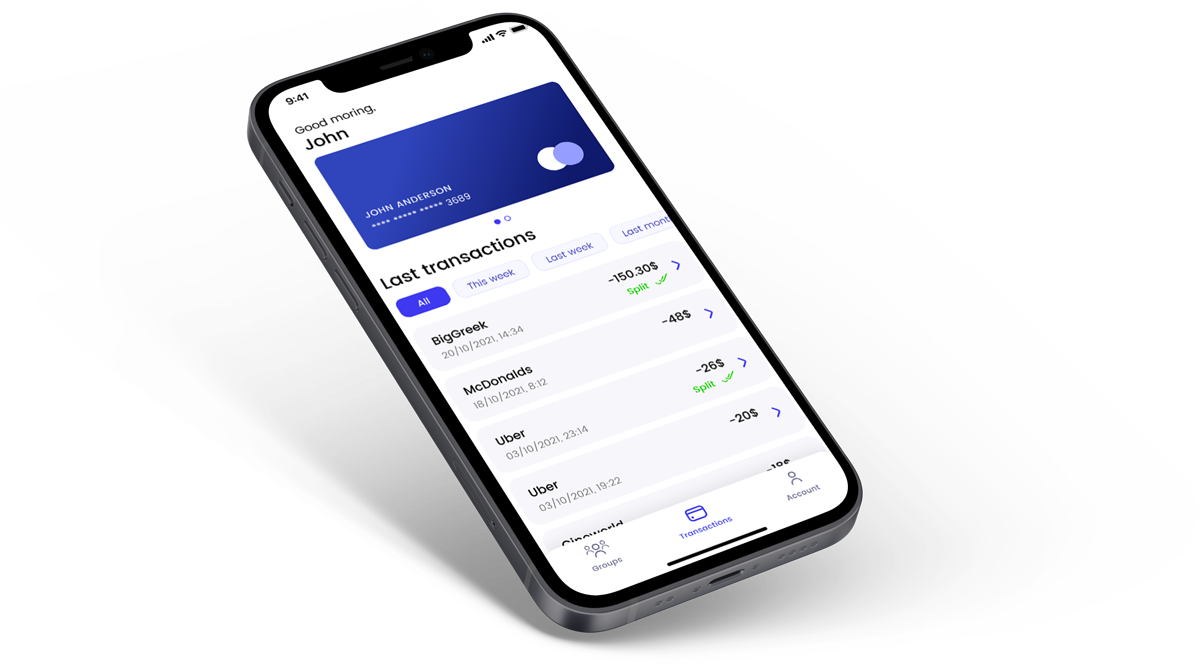 9:41
Good moring,
John
JOHN ANDERSON
**** ***** ***** 3689
Last transactions
All
This week
Last week
Last mont
BigGreek
20/10/2021, 14:34
-150.30$
Split
McDonalds
18/10/2021, 8:12
-48$
Uber
03/10/2021, 23:14
-26$
Split
Uber
03/10/2021, 19:22
-20$
Cineworld
-18$
Groups
Transactions
Account